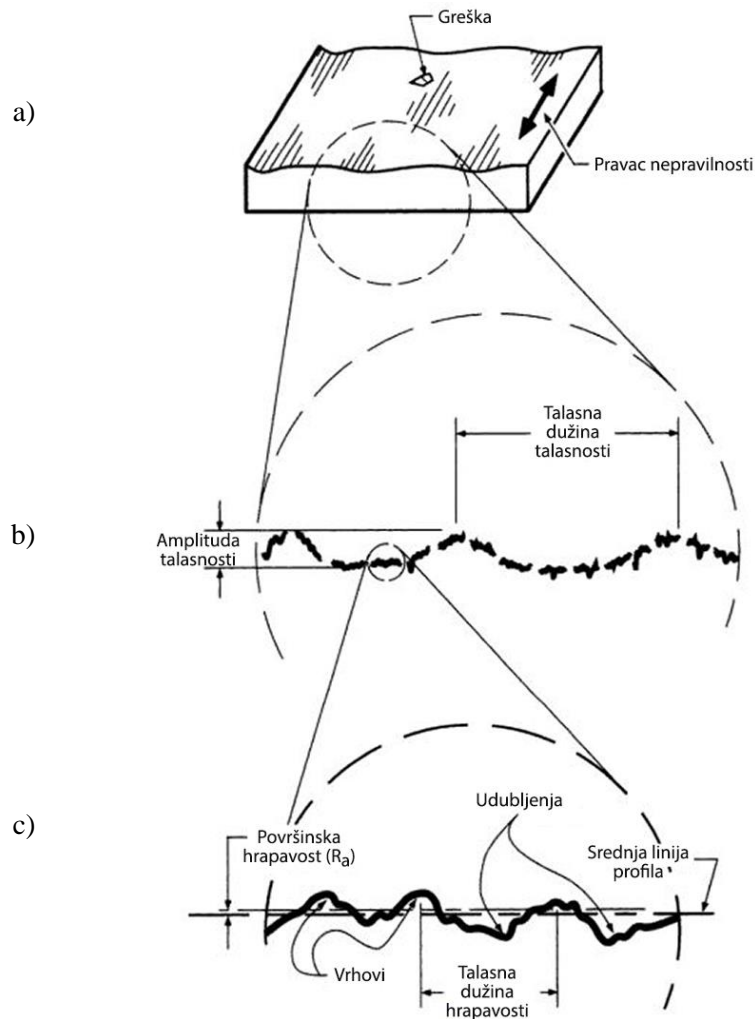 Greška
a)
Pravac nepravilnosti
Talasna
dužina
talasnosti
b)
Amplituda
talasnosti
c)
Udubljenja
Površinska
hrapavost (Ra)
Srednja linija
profila
Vrhovi
Talasna
dužina
hrapavosti